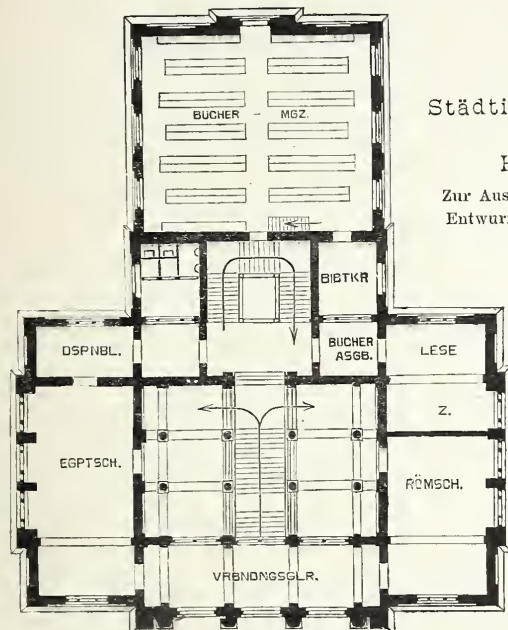 BÜCHER – MGZ.
Städti
Zur Aus
Entwur
BIBTKR
DSPNBL.
BÜCHER
ASGB.
LESE
Z.
EGPTSCH.
RÖMSCH.
VRBNDNGSGLR.